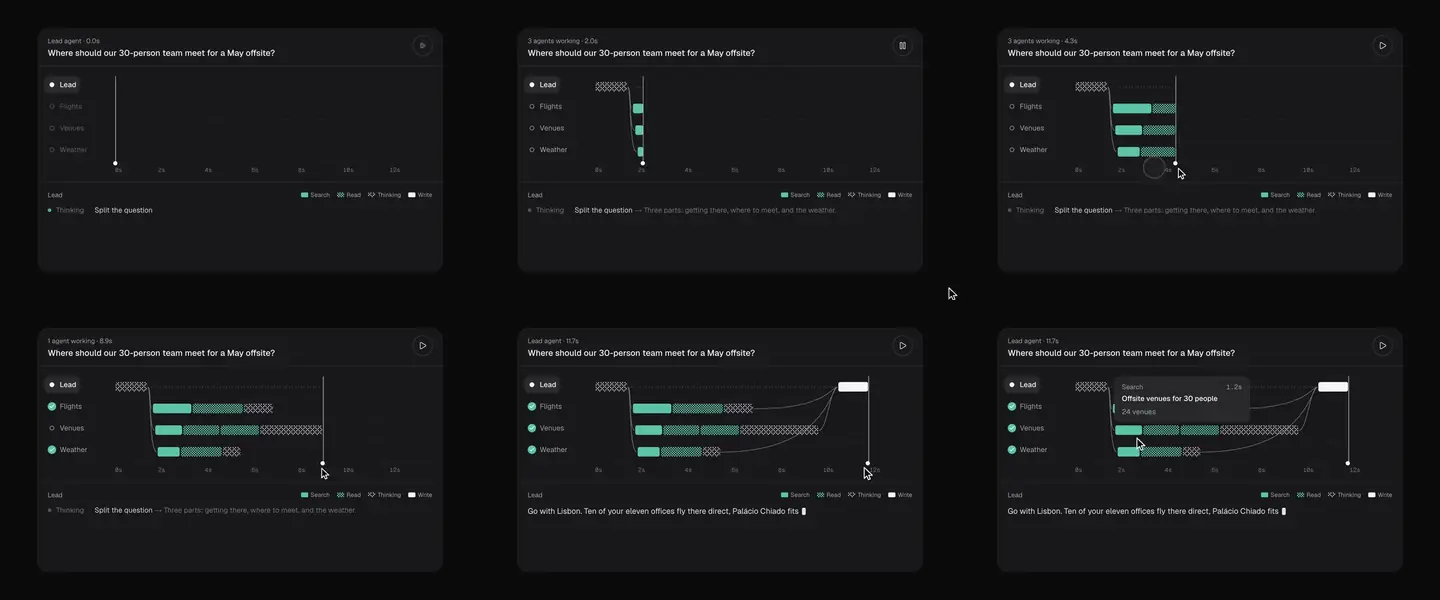 Lead agent · 0.0s
Where should our 30-person team meet for a May offsite?
Lead
Flights
Venues
Weather
0s 2s 4s 6s 8s 10s 12s
Lead
Search Read Thinking Write
Thinking Split the question
3 agents working · 2.0s
Where should our 30-person team meet for a May offsite?
Lead
Flights
Venues
Weather
0s 2s 4s 6s 8s 10s 12s
Lead
Search Read Thinking Write
Thinking Split the question — Three parts: getting there, where to meet, and the weather.
3 agents working · 4.3s
Where should our 30-person team meet for a May offsite?
Lead
Flights
Venues
Weather
0s 2s 4s 6s 8s 10s 12s
Lead
Search Read Thinking Write
Thinking Split the question — Three parts: getting there, where to meet, and the weather.
1 agent working · 8.9s
Where should our 30-person team meet for a May offsite?
Lead
Flights
Venues
Weather
0s 2s 4s 6s 8s 10s 12s
Lead
Search Read Thinking Write
Thinking Split the question — Three parts: getting there, where to meet, and the weather.
Lead agent · 11.7s
Where should our 30-person team meet for a May offsite?
Lead
Flights
Venues
Weather
0s 2s 4s 6s 8s 10s 12s
Lead
Search Read Thinking Write
Go with Lisbon. Ten of your eleven offices fly there direct, Palácio Chiado fits
Lead agent · 11.7s
Where should our 30-person team meet for a May offsite?
Lead
Search 1.2s
Offsite venues for 30 people
24 venues
Flights
Venues
Weather
0s 2s 4s 6s 8s 10s 12s
Lead
Search Read Thinking Write
Go with Lisbon. Ten of your eleven offices fly there direct, Palácio Chiado fits